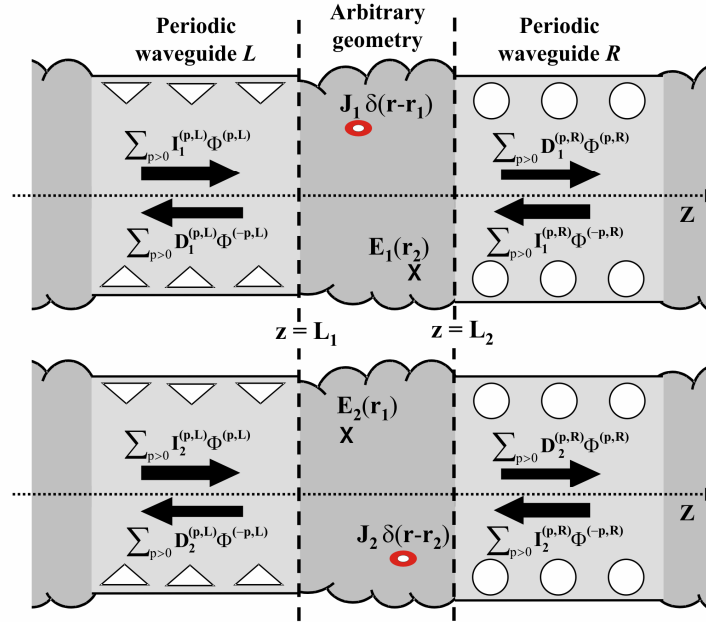 Periodic
waveguide L
Arbitrary
geometry
Periodic
waveguide R
J₁ δ(r-r₁)
∑p>0 I₁^(p,L) Φ^(p,L)
∑p>0 D₁^(p,R) Φ^(p,R)
Z
∑p>0 D₁^(p,L) Φ^(-p,L)
E₁(r₂)
X
∑p>0 I₁^(p,R) Φ^(-p,R)
z = L₁
z = L₂
E₂(r₁)
X
∑p>0 I₂^(p,L) Φ^(p,L)
∑p>0 D₂^(p,R) Φ^(p,R)
Z
∑p>0 D₂^(p,L) Φ^(-p,L)
J₂ δ(r-r₂)
∑p>0 I₂^(p,R) Φ^(-p,R)